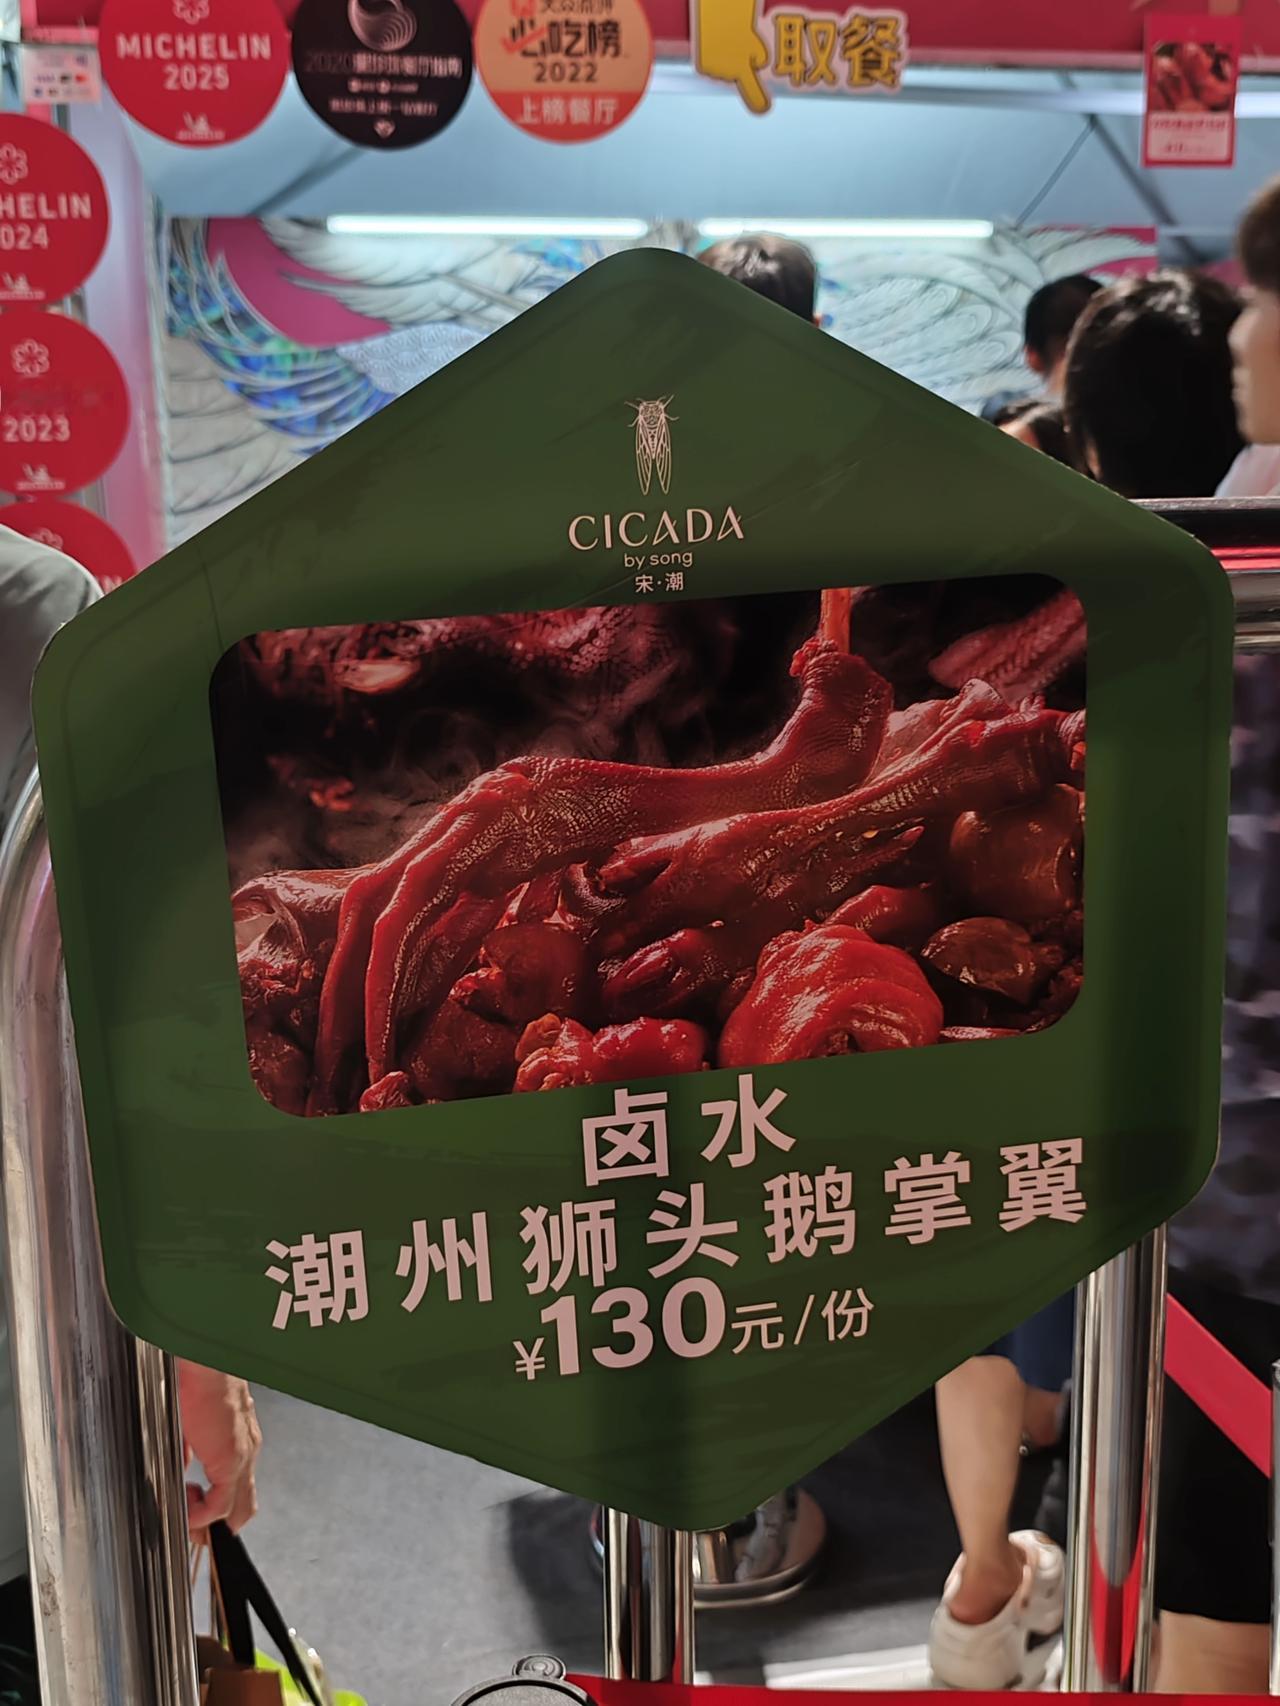 MICHELIN
2025
必吃榜
2022
上榜餐厅
取餐
HELIN
024
2023
CICADA
by song
宋·潮
卤水
潮州狮头鹅掌翼
¥130元/份